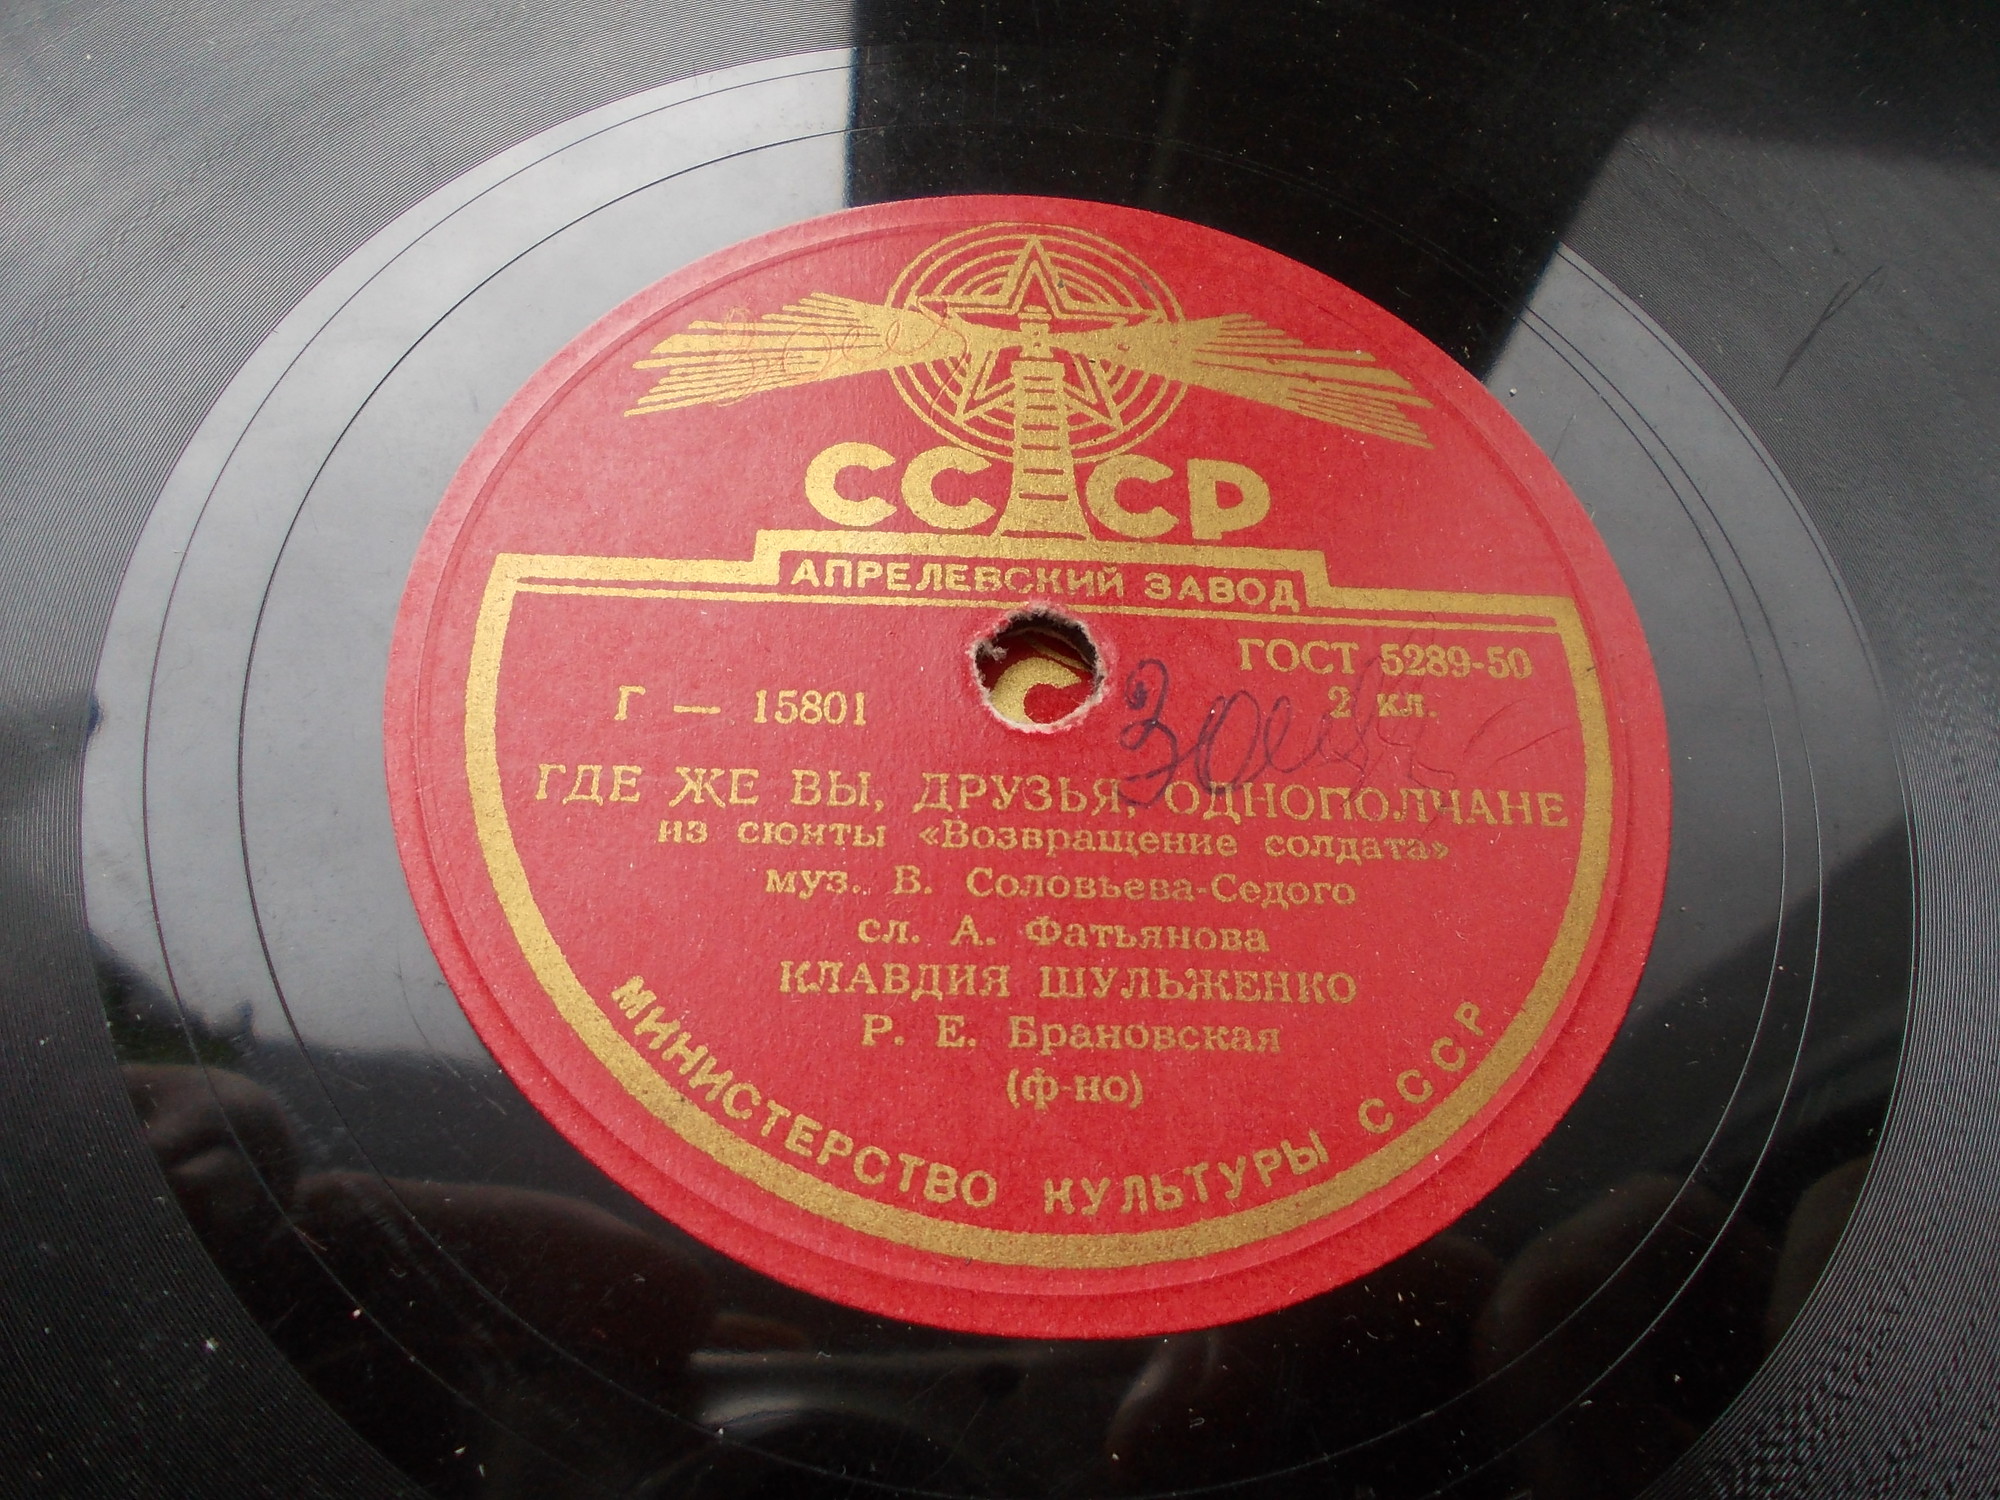 СССР
АПРЕЛЕВСКИЙ ЗАВОД
ГОСТ 5289-50
Г — 15801
2 кл.
ГДЕ ЖЕ ВЫ, ДРУЗЬЯ, ОДНОПОЛЧАНЕ
из сюиты «Возвращение солдата»
муз. В. Соловьева-Седого
сл. А. Фатьянова
КЛАВДИЯ ШУЛЬЖЕНКО
Р. Е. Брановская
(ф-но)
МИНИСТЕРСТВО КУЛЬТУРЫ СССР